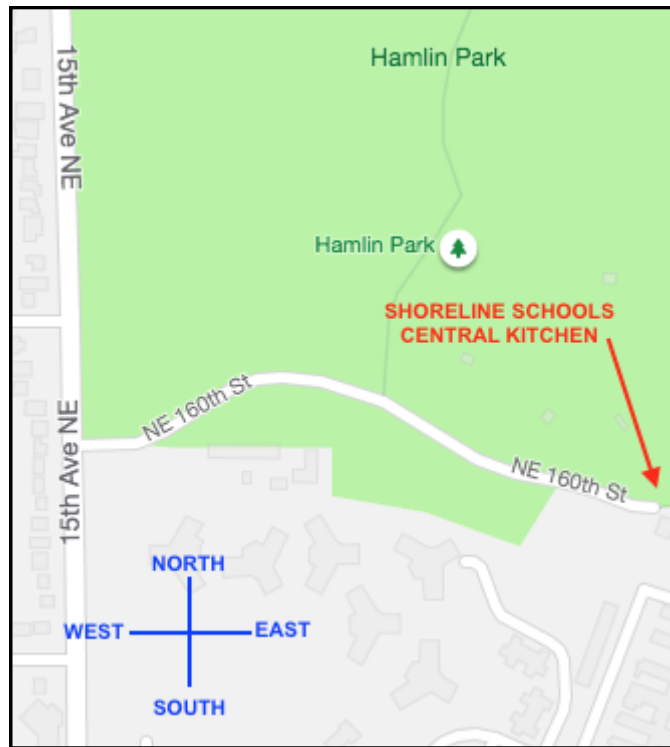 Hamlin Park
15th Ave NE
Hamlin Park
SHORELINE SCHOOLS
CENTRAL KITCHEN
NE 160th St
15th Ave NE
NE 160th St
NORTH
WEST
EAST
SOUTH